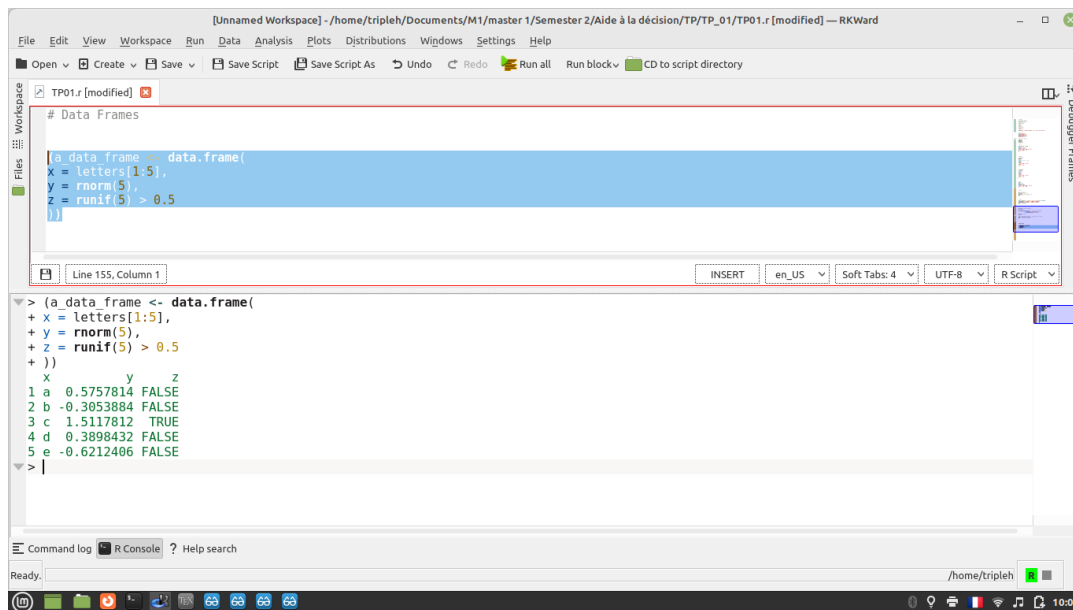 [Unnamed Workspace] - /home/tripleh/Documents/M1/master 1/Semester 2/Aide à la décision/TP/TP_01/TP01.r [modified] — RKWard
File Edit View Workspace Run Data Analysis Plots Distributions Windows Settings Help
Open Create Save Save Script Save Script As Undo Redo Run all Run block CD to script directory
Workspace
Files
TP01.r [modified]
Debugger Frames
# Data Frames
(a_data_frame <- data.frame(
x = letters[1:5],
y = rnorm(5),
z = runif(5) > 0.5
))
Line 155, Column 1 INSERT en_US Soft Tabs: 4 UTF-8 R Script
> (a_data_frame <- data.frame(
+ x = letters[1:5],
+ y = rnorm(5),
+ z = runif(5) > 0.5
+ ))
x y z
1 a 0.5757814 FALSE
2 b -0.3053884 FALSE
3 c 1.5117812 TRUE
4 d 0.3898432 FALSE
5 e -0.6212406 FALSE
>
Command log R Console ? Help search
Ready. /home/tripleh R